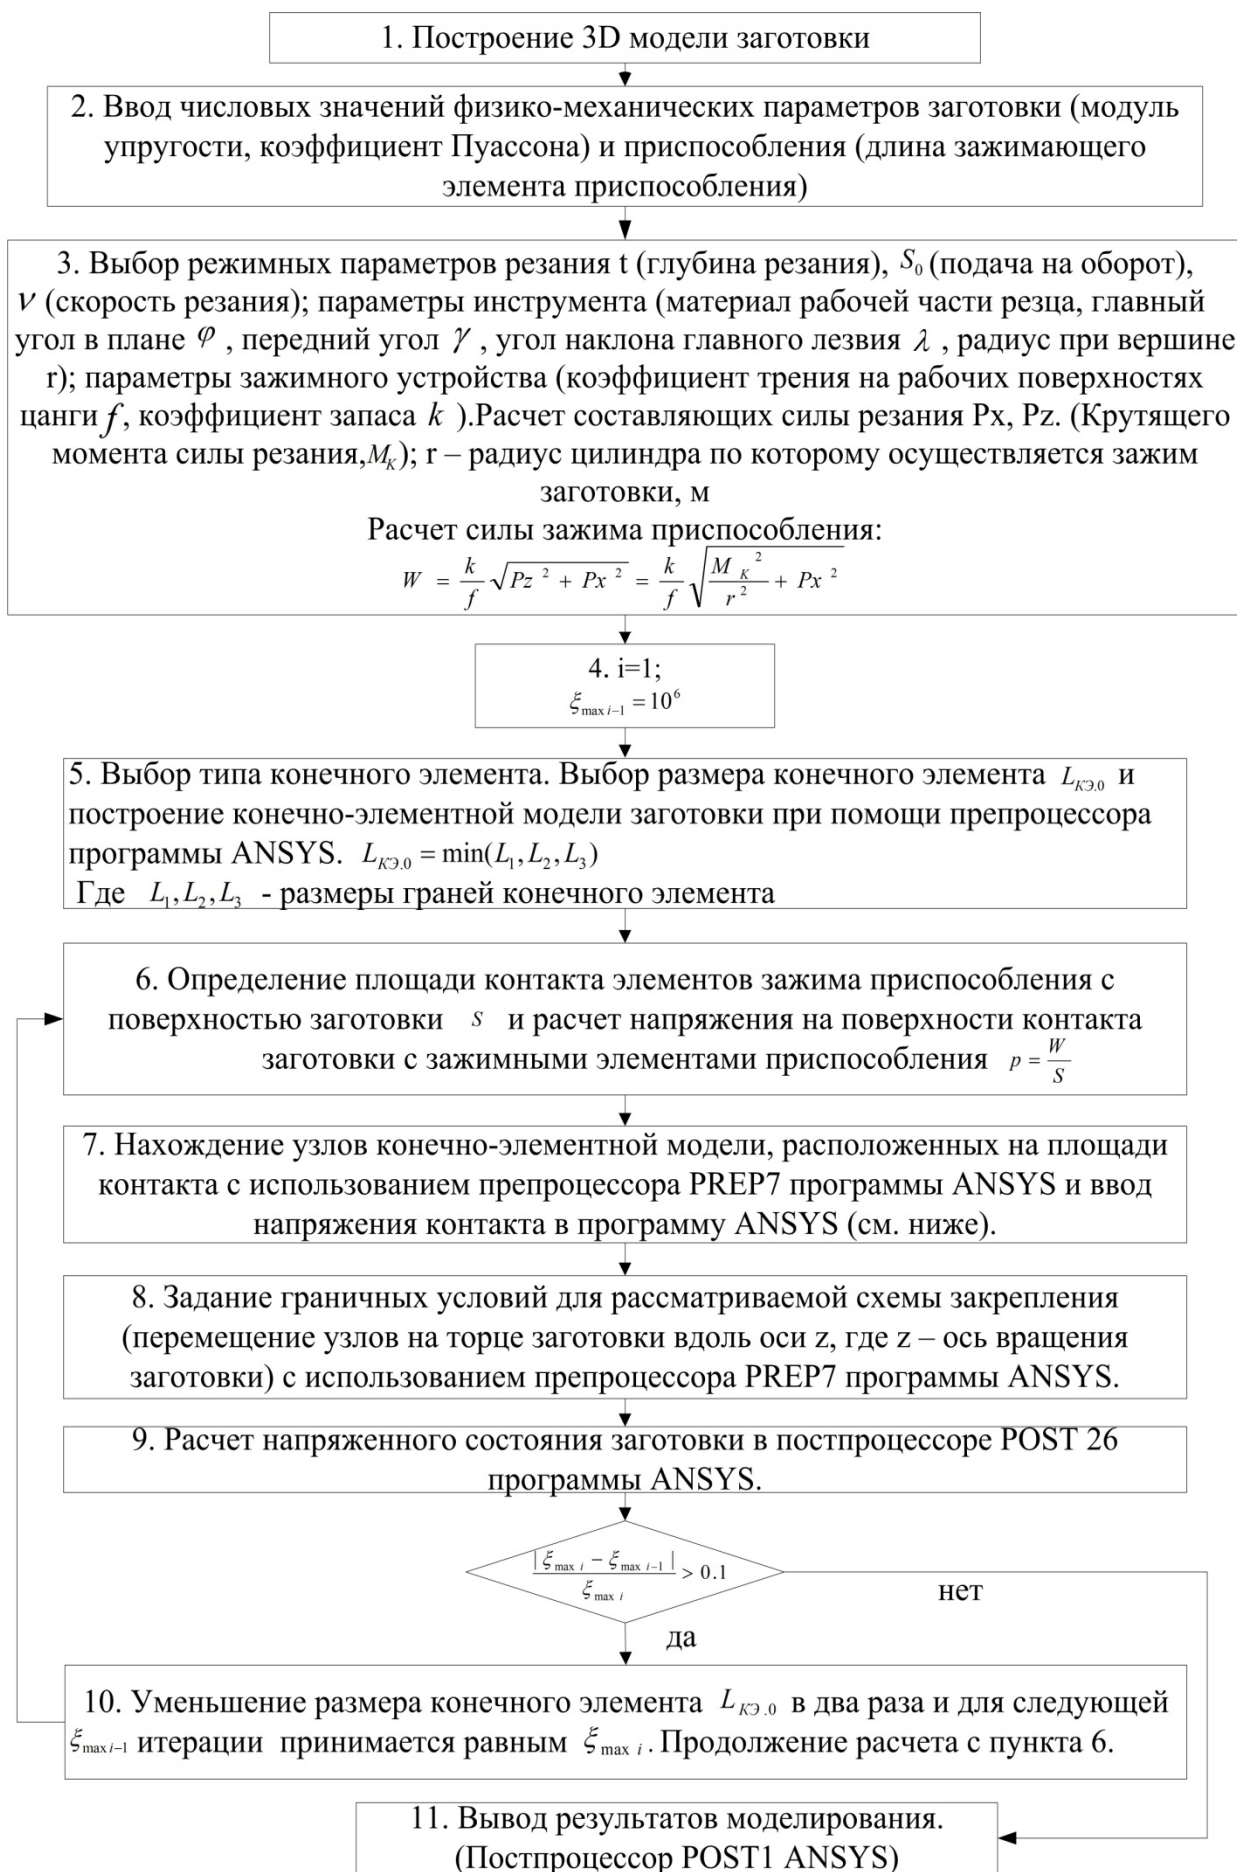 1. Построение 3D модели заготовки
2. Ввод числовых значений физико-механических параметров заготовки (модуль
упругости, коэффициент Пуассона) и приспособления (длина зажимающего
элемента приспособления)
3. Выбор режимных параметров резания t (глубина резания), S₀ (подача на оборот),
ν (скорость резания); параметры инструмента (материал рабочей части резца, главный
угол в плане φ , передний угол γ , угол наклона главного лезвия λ , радиус при вершине
r); параметры зажимного устройства (коэффициент трения на рабочих поверхностях
цанги f, коэффициент запаса k ).Расчет составляющих силы резания Px, Pz. (Крутящего
момента силы резания,M_K); r – радиус цилиндра по которому осуществляется зажим
заготовки, м
Расчет силы зажима приспособления:
W = k/f √(Pz² + Px²) = k/f √(M_K²/r² + Px²)
4. i=1;
ξ_max i−1 = 10⁶
5. Выбор типа конечного элемента. Выбор размера конечного элемента L_КЭ.0 и
построение конечно-элементной модели заготовки при помощи препроцессора
программы ANSYS. L_КЭ.0 = min(L₁, L₂, L₃)
Где L₁, L₂, L₃ - размеры граней конечного элемента
6. Определение площади контакта элементов зажима приспособления с
поверхностью заготовки S и расчет напряжения на поверхности контакта
заготовки с зажимными элементами приспособления p = W/S
7. Нахождение узлов конечно-элементной модели, расположенных на площади
контакта с использованием препроцессора PREP7 программы ANSYS и ввод
напряжения контакта в программу ANSYS (см. ниже).
8. Задание граничных условий для рассматриваемой схемы закрепления
(перемещение узлов на торце заготовки вдоль оси z, где z – ось вращения
заготовки) с использованием препроцессора PREP7 программы ANSYS.
9. Расчет напряженного состояния заготовки в постпроцессоре POST 26
программы ANSYS.
|ξ_max i − ξ_max i−1| / ξ_max i > 0.1
нет
да
10. Уменьшение размера конечного элемента L_КЭ.0 в два раза и для следующей
ξ_max i−1 итерации принимается равным ξ_max i. Продолжение расчета с пункта 6.
11. Вывод результатов моделирования.
(Постпроцессор POST1 ANSYS)